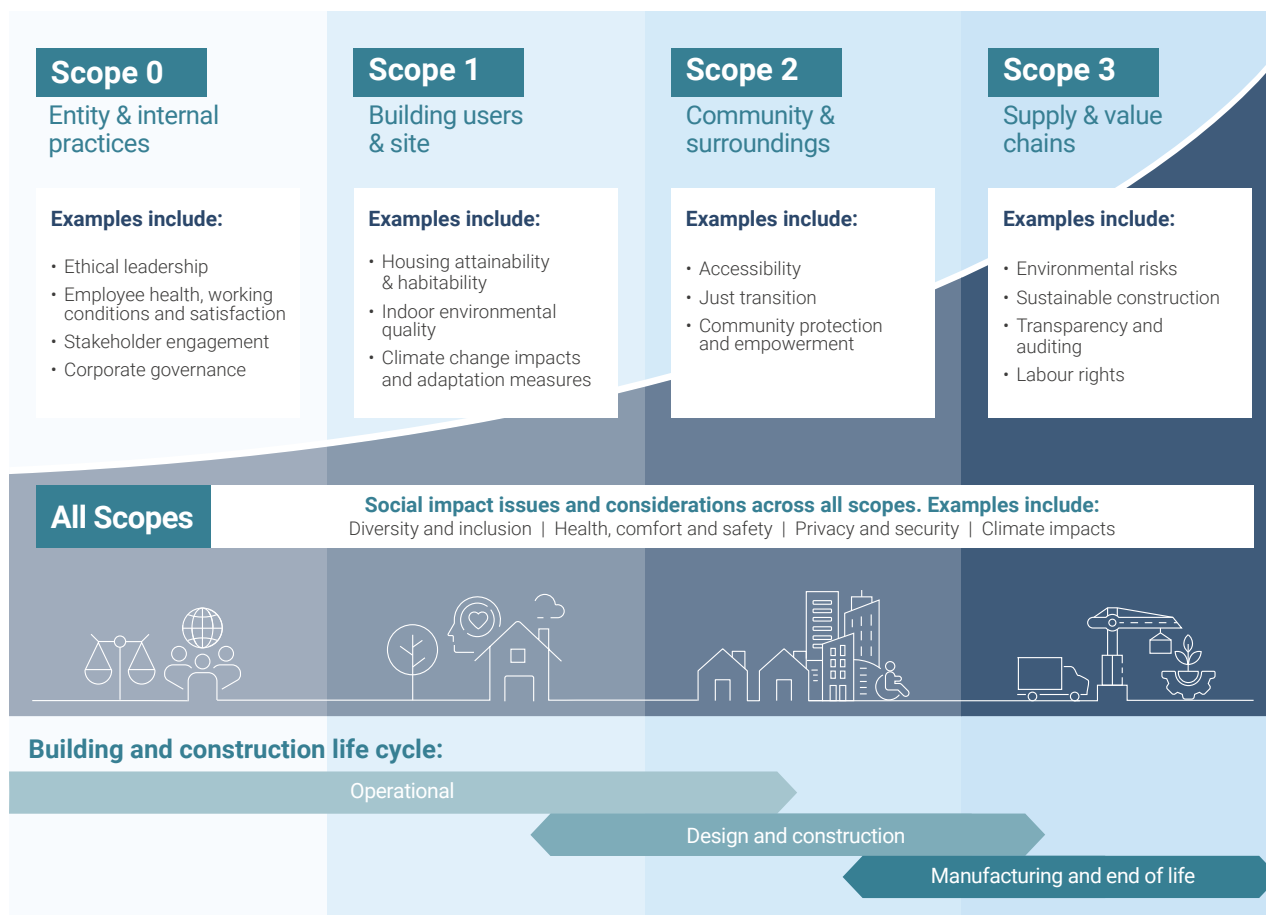 Scope 0
Entity & internal
practices
Examples include:
• Ethical leadership
• Employee health, working
conditions and satisfaction
• Stakeholder engagement
• Corporate governance
Scope 1
Building users
& site
Examples include:
• Housing attainability
& habitability
• Indoor environmental
quality
• Climate change impacts
and adaptation measures
Scope 2
Community &
surroundings
Examples include:
• Accessibility
• Just transition
• Community protection
and empowerment
Scope 3
Supply & value
chains
Examples include:
• Environmental risks
• Sustainable construction
• Transparency and
auditing
• Labour rights
All Scopes
Social impact issues and considerations across all scopes. Examples include:
Diversity and inclusion | Health, comfort and safety | Privacy and security | Climate impacts
Building and construction life cycle:
Operational
Design and construction
Manufacturing and end of life